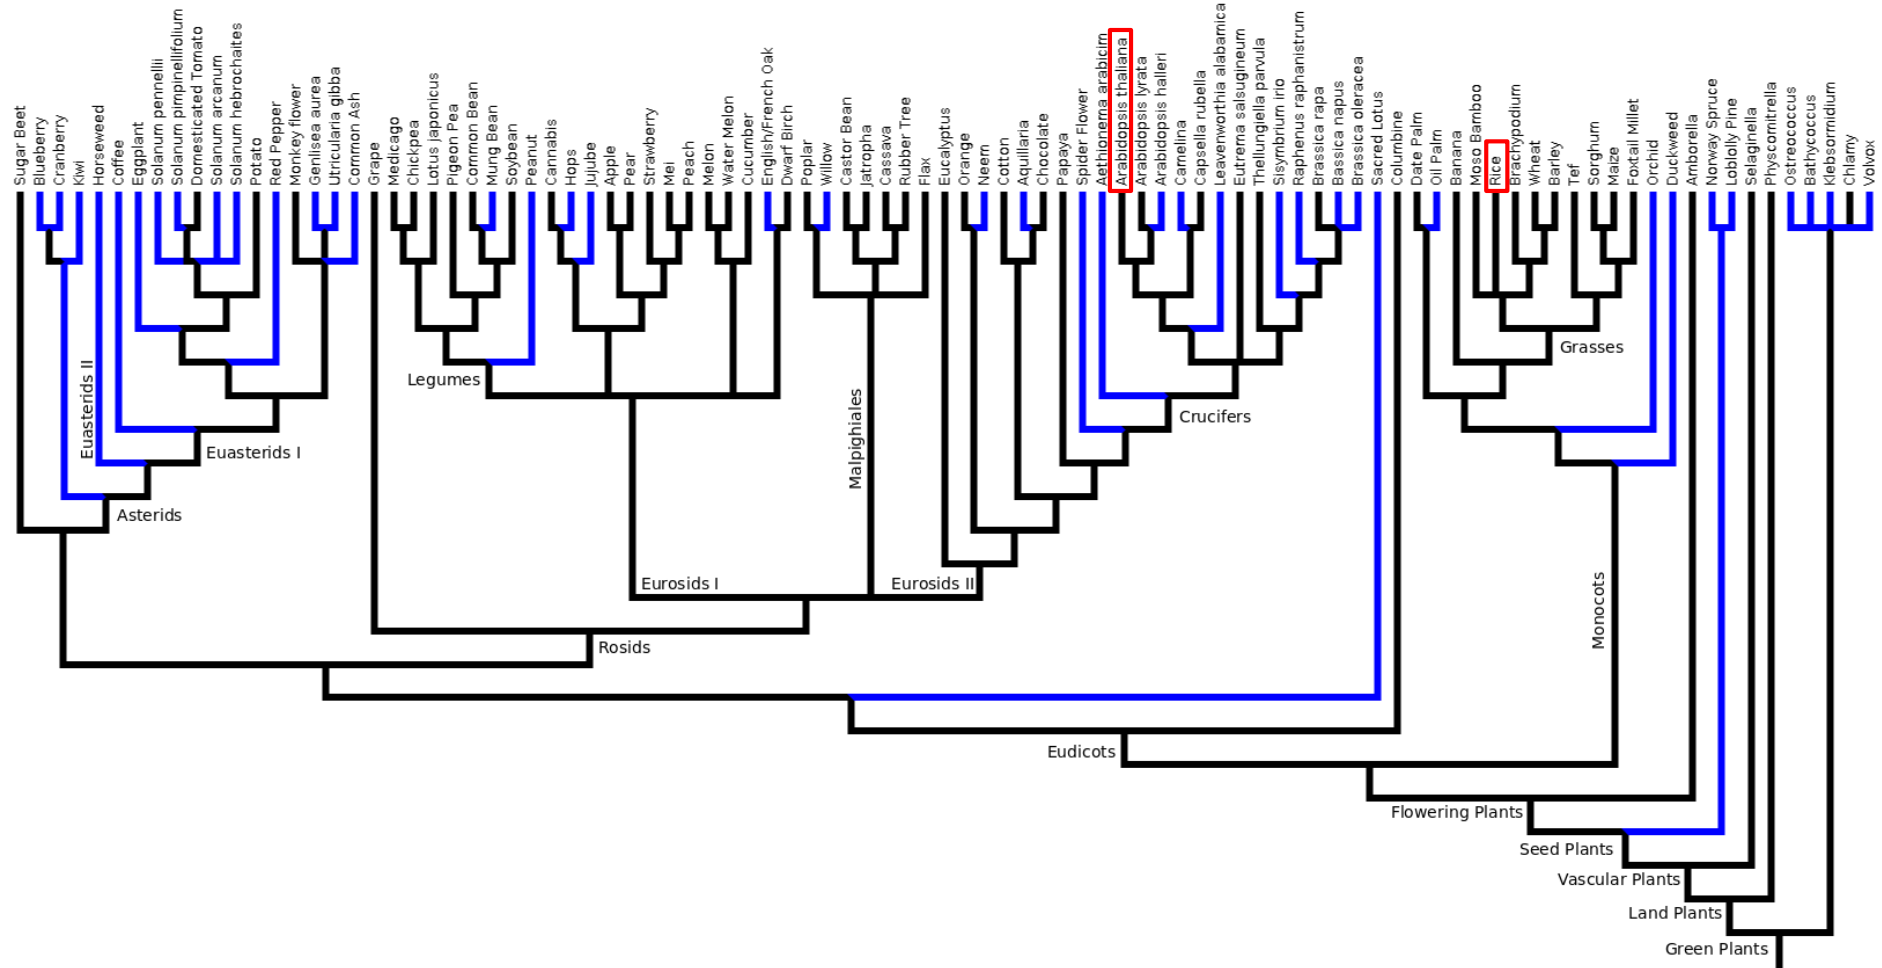 Sugar Beet
Blueberry
Cranberry
Kiwi
Horseweed
Coffee
Eggplant
Solanum pennellii
Solanum pimpinellifolium
Domesticated Tomato
Solanum arcanum
Solanum hebrochaites
Potato
Red Pepper
Monkey flower
Genlisea aurea
Utricularia gibba
Common Ash
Grape
Medicago
Chickpea
Lotus japonicus
Pigeon Pea
Common Bean
Mung Bean
Soybean
Peanut
Cannabis
Hops
Jujube
Apple
Pear
Strawberry
Mei
Peach
Melon
Water Melon
Cucumber
English/French Oak
Dwarf Birch
Poplar
Willow
Castor Bean
Jatropha
Cassava
Rubber Tree
Flax
Eucalyptus
Orange
Neem
Cotton
Aquillaria
Chocolate
Papaya
Spider Flower
Aethionema arabicim
Arabidopsis thaliana
Arabidopsis lyrata
Arabidopsis halleri
Camelina
Capsella rubella
Leavenworthia alabamica
Eutrema salsugineum
Thellungiella parvula
Sisymbrium irio
Raphenus raphanistrum
Brassica rapa
Bassica napus
Brassica oleracea
Sacred Lotus
Columbine
Date Palm
Oil Palm
Banana
Moso Bamboo
Rice
Brachypodium
Wheat
Barley
Tef
Sorghum
Maize
Foxtail Millet
Orchid
Duckweed
Amborella
Norway Spruce
Loblolly Pine
Selaginella
Physcomitrella
Ostreococcus
Bathycoccus
Klebsormidium
Chlamy
Volvox
Euasterids II
Euasterids I
Asterids
Legumes
Malpighiales
Eurosids I
Eurosids II
Crucifers
Grasses
Rosids
Monocots
Eudicots
Flowering Plants
Seed Plants
Vascular Plants
Land Plants
Green Plants